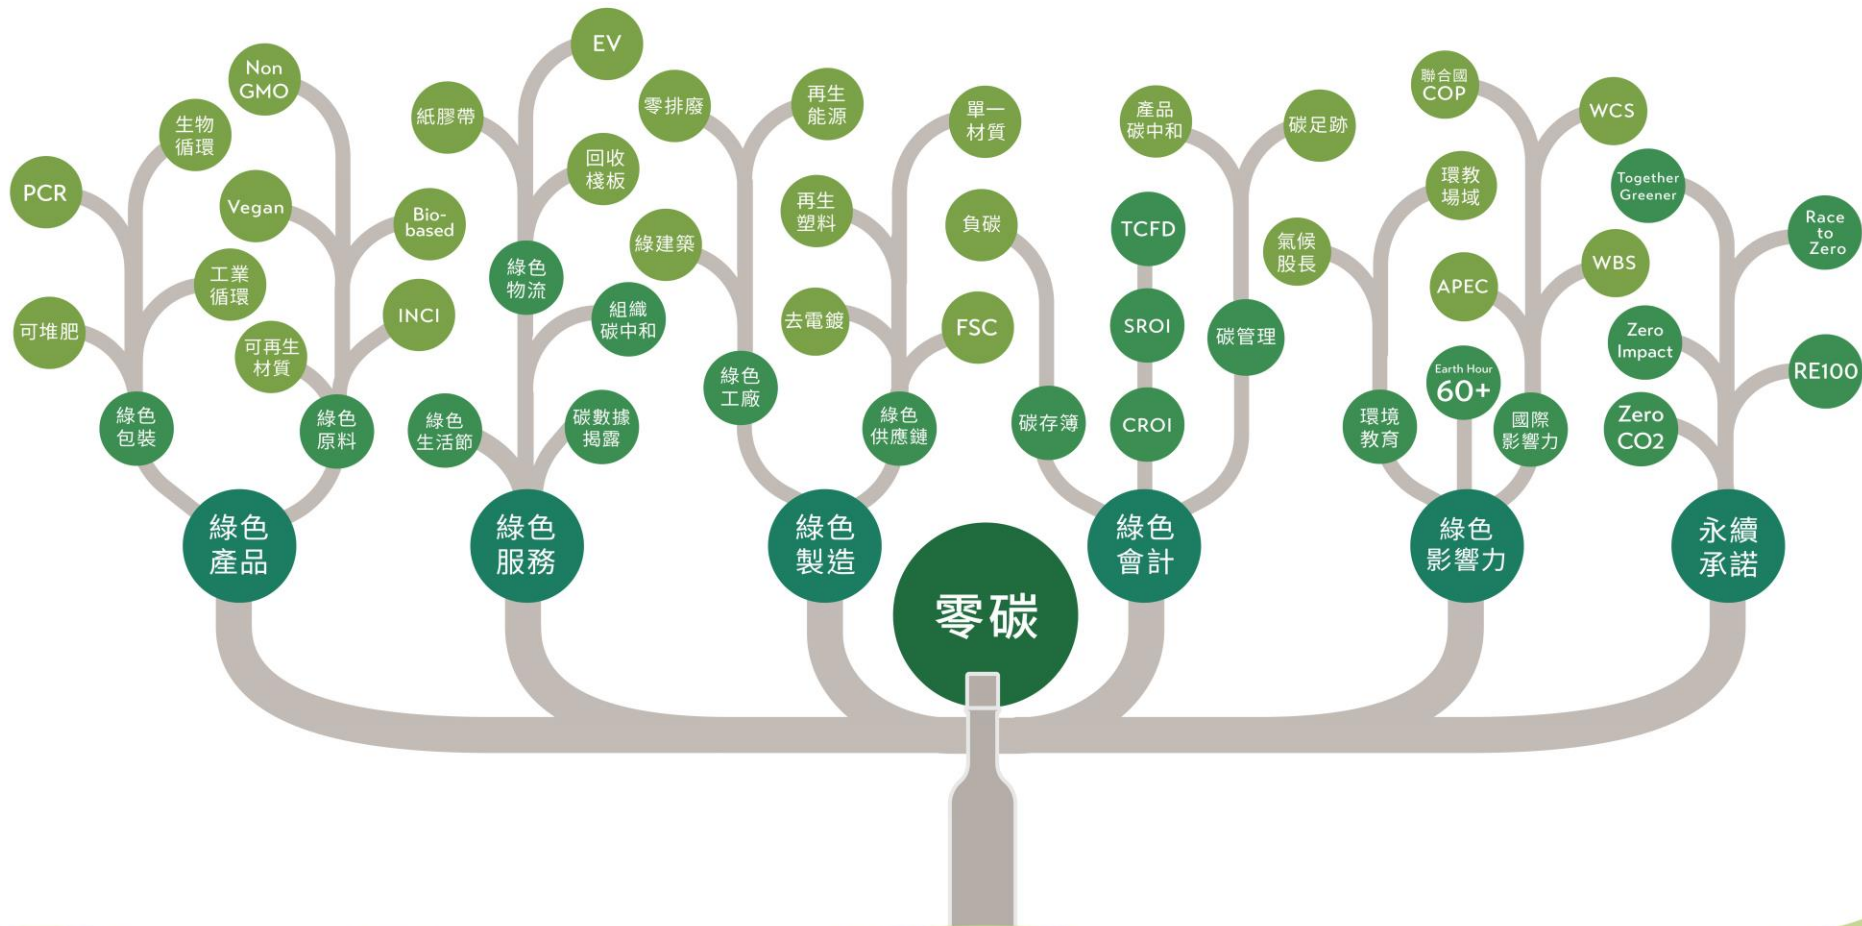 零碳
綠色
產品
綠色
包裝
PCR
生物
循環
工業
循環
可堆肥
綠色
原料
Non
GMO
Vegan
Bio-
based
可再生
材質
INCI
綠色
服務
綠色
生活節
碳數據
揭露
組織
碳中和
綠色
物流
紙膠帶
EV
回收
棧板
綠色
製造
綠色
工廠
零排廢
再生
能源
綠建築
綠色
供應鏈
單一
材質
再生
塑料
去電鍍
FSC
綠色
會計
碳存簿
負碳
TCFD
SROI
CROI
碳管理
產品
碳中和
碳足跡
綠色
影響力
環境
教育
氣候
股長
環教
場域
Earth Hour
60+
國際
影響力
聯合國
COP
WCS
APEC
WBS
永續
承諾
Together
Greener
Race
to
Zero
Zero
Impact
RE100
Zero
CO2